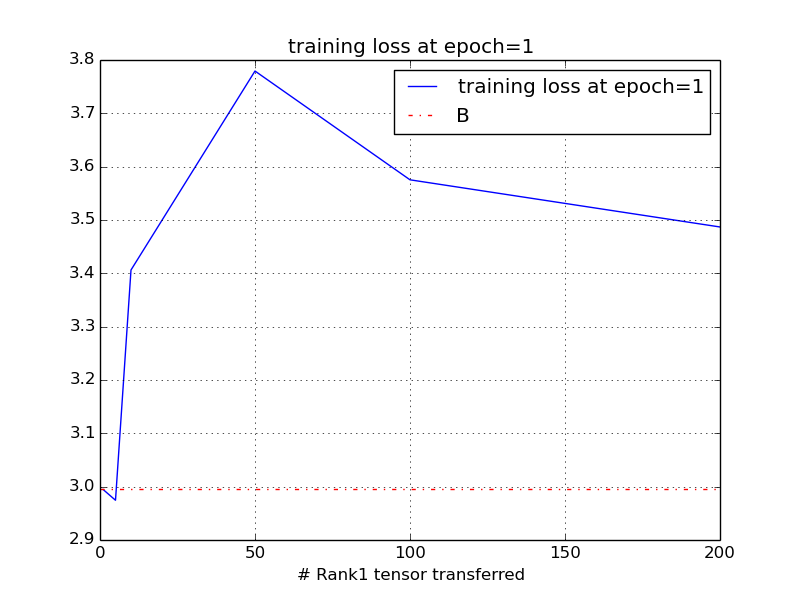 training loss at epoch=1
training loss at epoch=1
B
3.8
3.7
3.6
3.5
3.4
3.3
3.2
3.1
3.0
2.9
0 50 100 150 200
# Rank1 tensor transferred